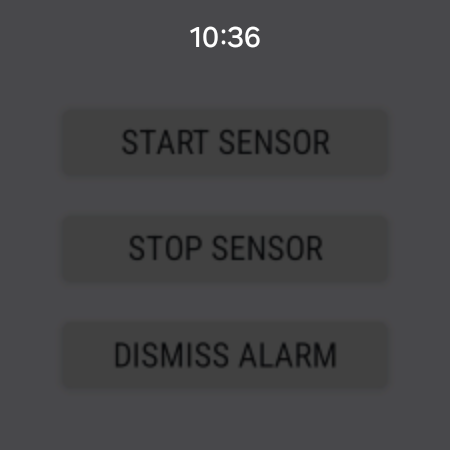 10:36
START SENSOR
STOP SENSOR
DISMISS ALARM